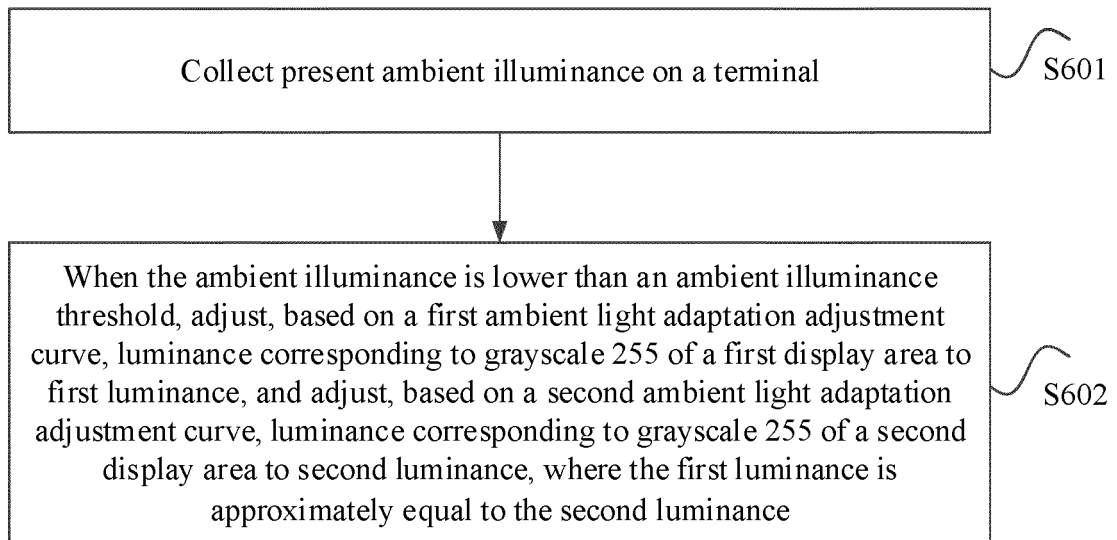 Collect present ambient illuminance on a terminal
S601
When the ambient illuminance is lower than an ambient illuminance
threshold, adjust, based on a first ambient light adaptation adjustment
curve, luminance corresponding to grayscale 255 of a first display area to
first luminance, and adjust, based on a second ambient light adaptation
adjustment curve, luminance corresponding to grayscale 255 of a second
display area to second luminance, where the first luminance is
approximately equal to the second luminance
S602